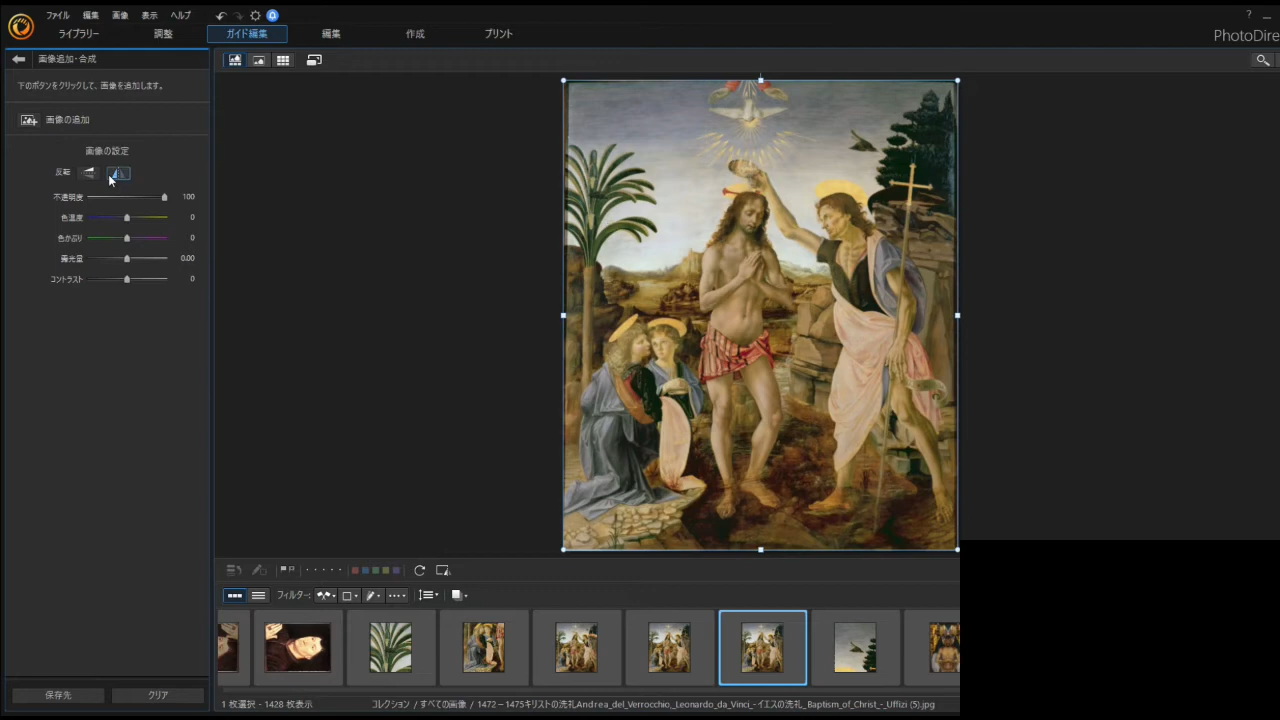 ファイル 編集 画像 表示 ヘルプ
?
ライブラリー 調整 ガイド編集 編集 作成 プリント
PhotoDire
画像追加・合成
下のボタンをクリックして、画像を追加します。
画像の追加
画像の設定
反転
不透明度 100
色温度 0
色かぶり 0
露光量 0.00
コントラスト 0
フィルター:
保存先 クリア
1 枚選択 - 1428 枚表示 コレクション / すべての画像 / 1472－1475キリストの洗礼Andrea_del_Verrocchio,_Leonardo_da_Vinci_-イエスの洗礼_Baptism_of_Christ_-_Uffizi (5).jpg